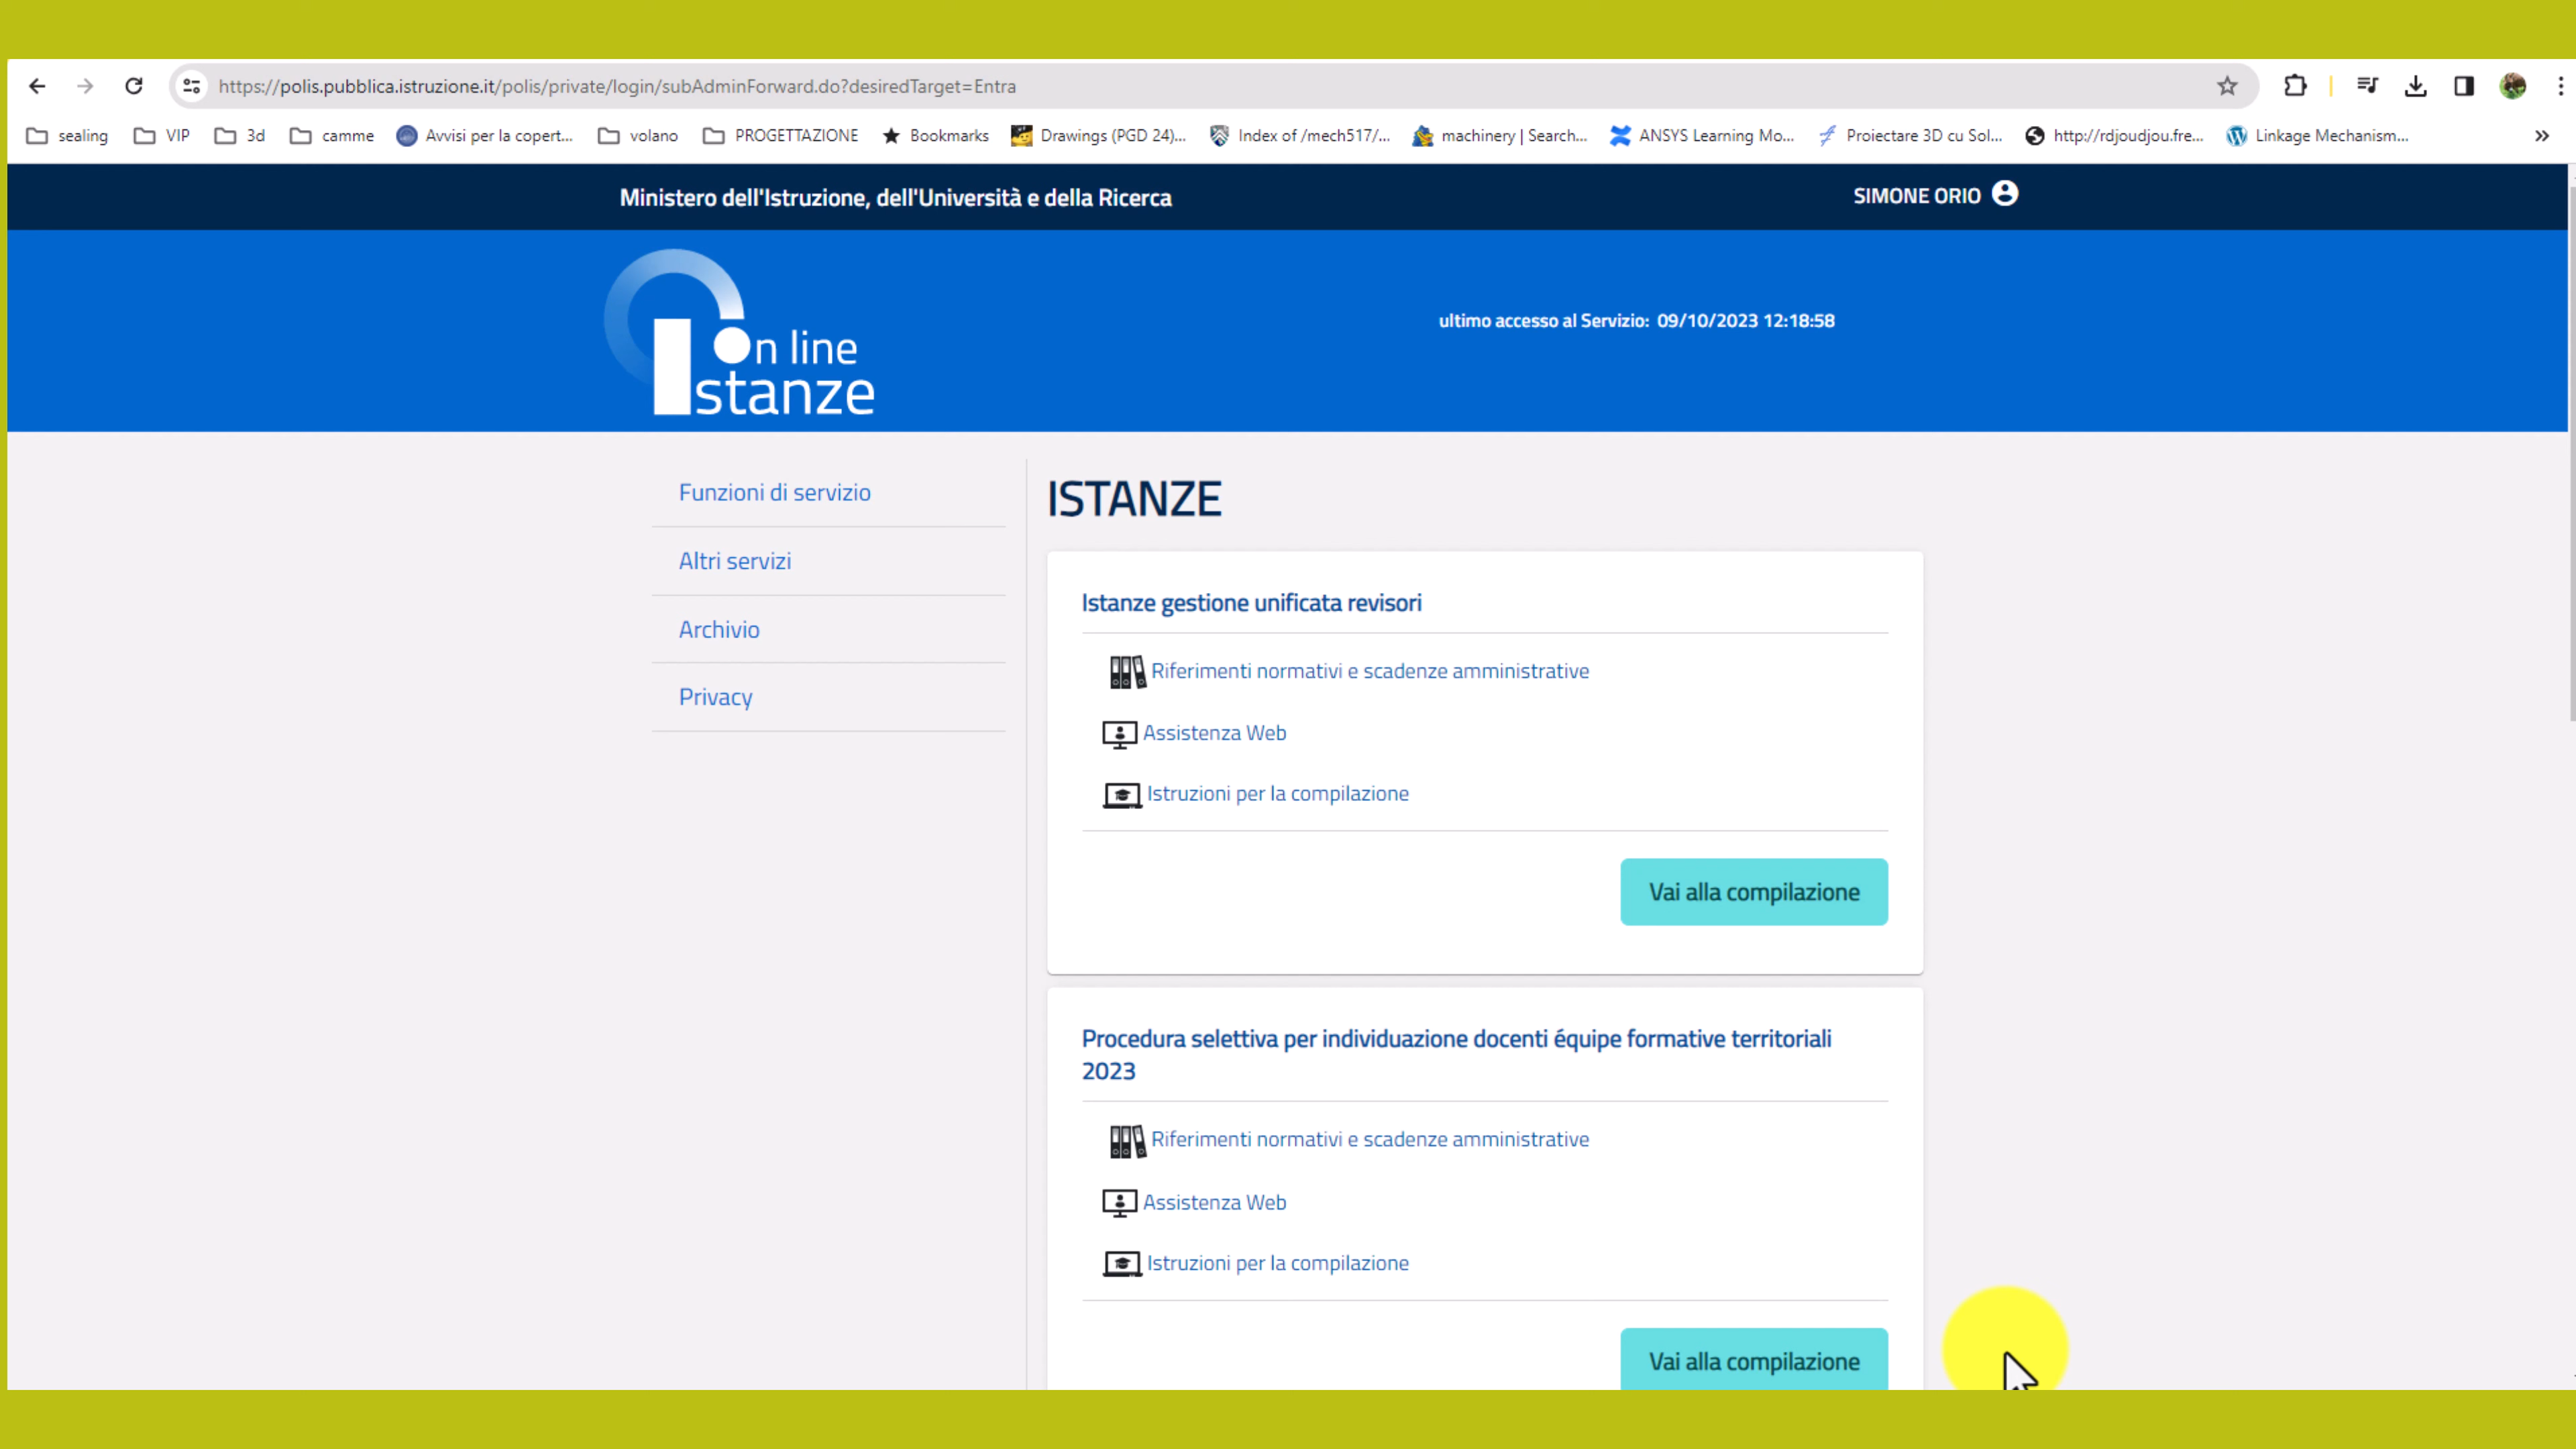 https://polis.pubblica.istruzione.it/polis/private/login/subAdminForward.do?desiredTarget=Entra
sealing VIP 3d camme Avvisi per la copert... volano PROGETTAZIONE Bookmarks Drawings (PGD 24)... Index of /mech517/... machinery | Search... ANSYS Learning Mo... Proiectare 3D cu Sol... http://rdjoudjou.fre... Linkage Mechanism... »
Ministero dell'Istruzione, dell'Università e della Ricerca
SIMONE ORIO
On line
Istanze
ultimo accesso al Servizio: 09/10/2023 12:18:58
Funzioni di servizio
Altri servizi
Archivio
Privacy
ISTANZE
Istanze gestione unificata revisori
Riferimenti normativi e scadenze amministrative
Assistenza Web
Istruzioni per la compilazione
Vai alla compilazione
Procedura selettiva per individuazione docenti équipe formative territoriali
2023
Riferimenti normativi e scadenze amministrative
Assistenza Web
Istruzioni per la compilazione
Vai alla compilazione